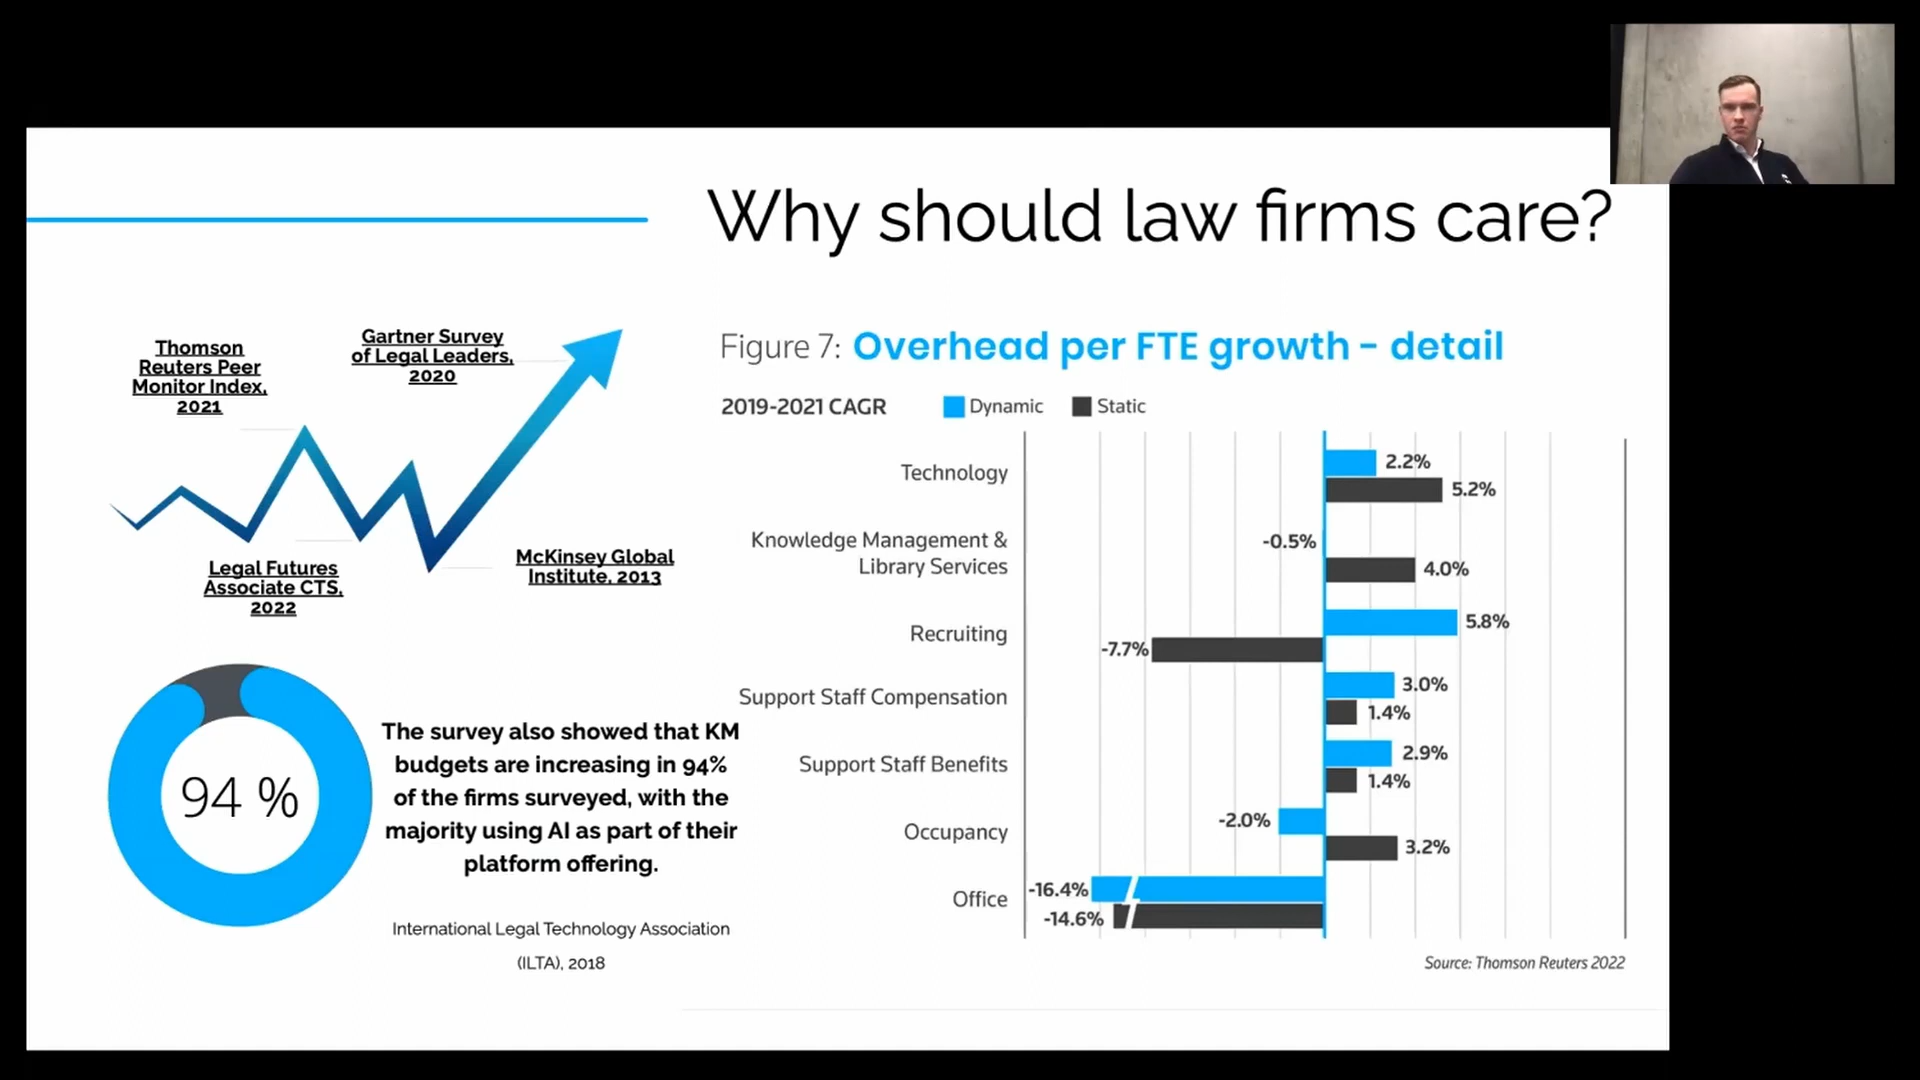 Why should law firms care?
Thomson
Reuters Peer
Monitor Index,
2021
Gartner Survey
of Legal Leaders,
2020
Legal Futures
Associate CTS,
2022
McKinsey Global
Institute, 2013
94 %
The survey also showed that KM
budgets are increasing in 94%
of the firms surveyed, with the
majority using AI as part of their
platform offering.
International Legal Technology Association
(ILTA), 2018
Figure 7: Overhead per FTE growth - detail
2019-2021 CAGR Dynamic Static
Technology
2.2%
5.2%
Knowledge Management &
Library Services
-0.5%
4.0%
Recruiting
5.8%
-7.7%
Support Staff Compensation
3.0%
1.4%
Support Staff Benefits
2.9%
1.4%
Occupancy
-2.0%
3.2%
Office
-16.4%
-14.6%
Source: Thomson Reuters 2022